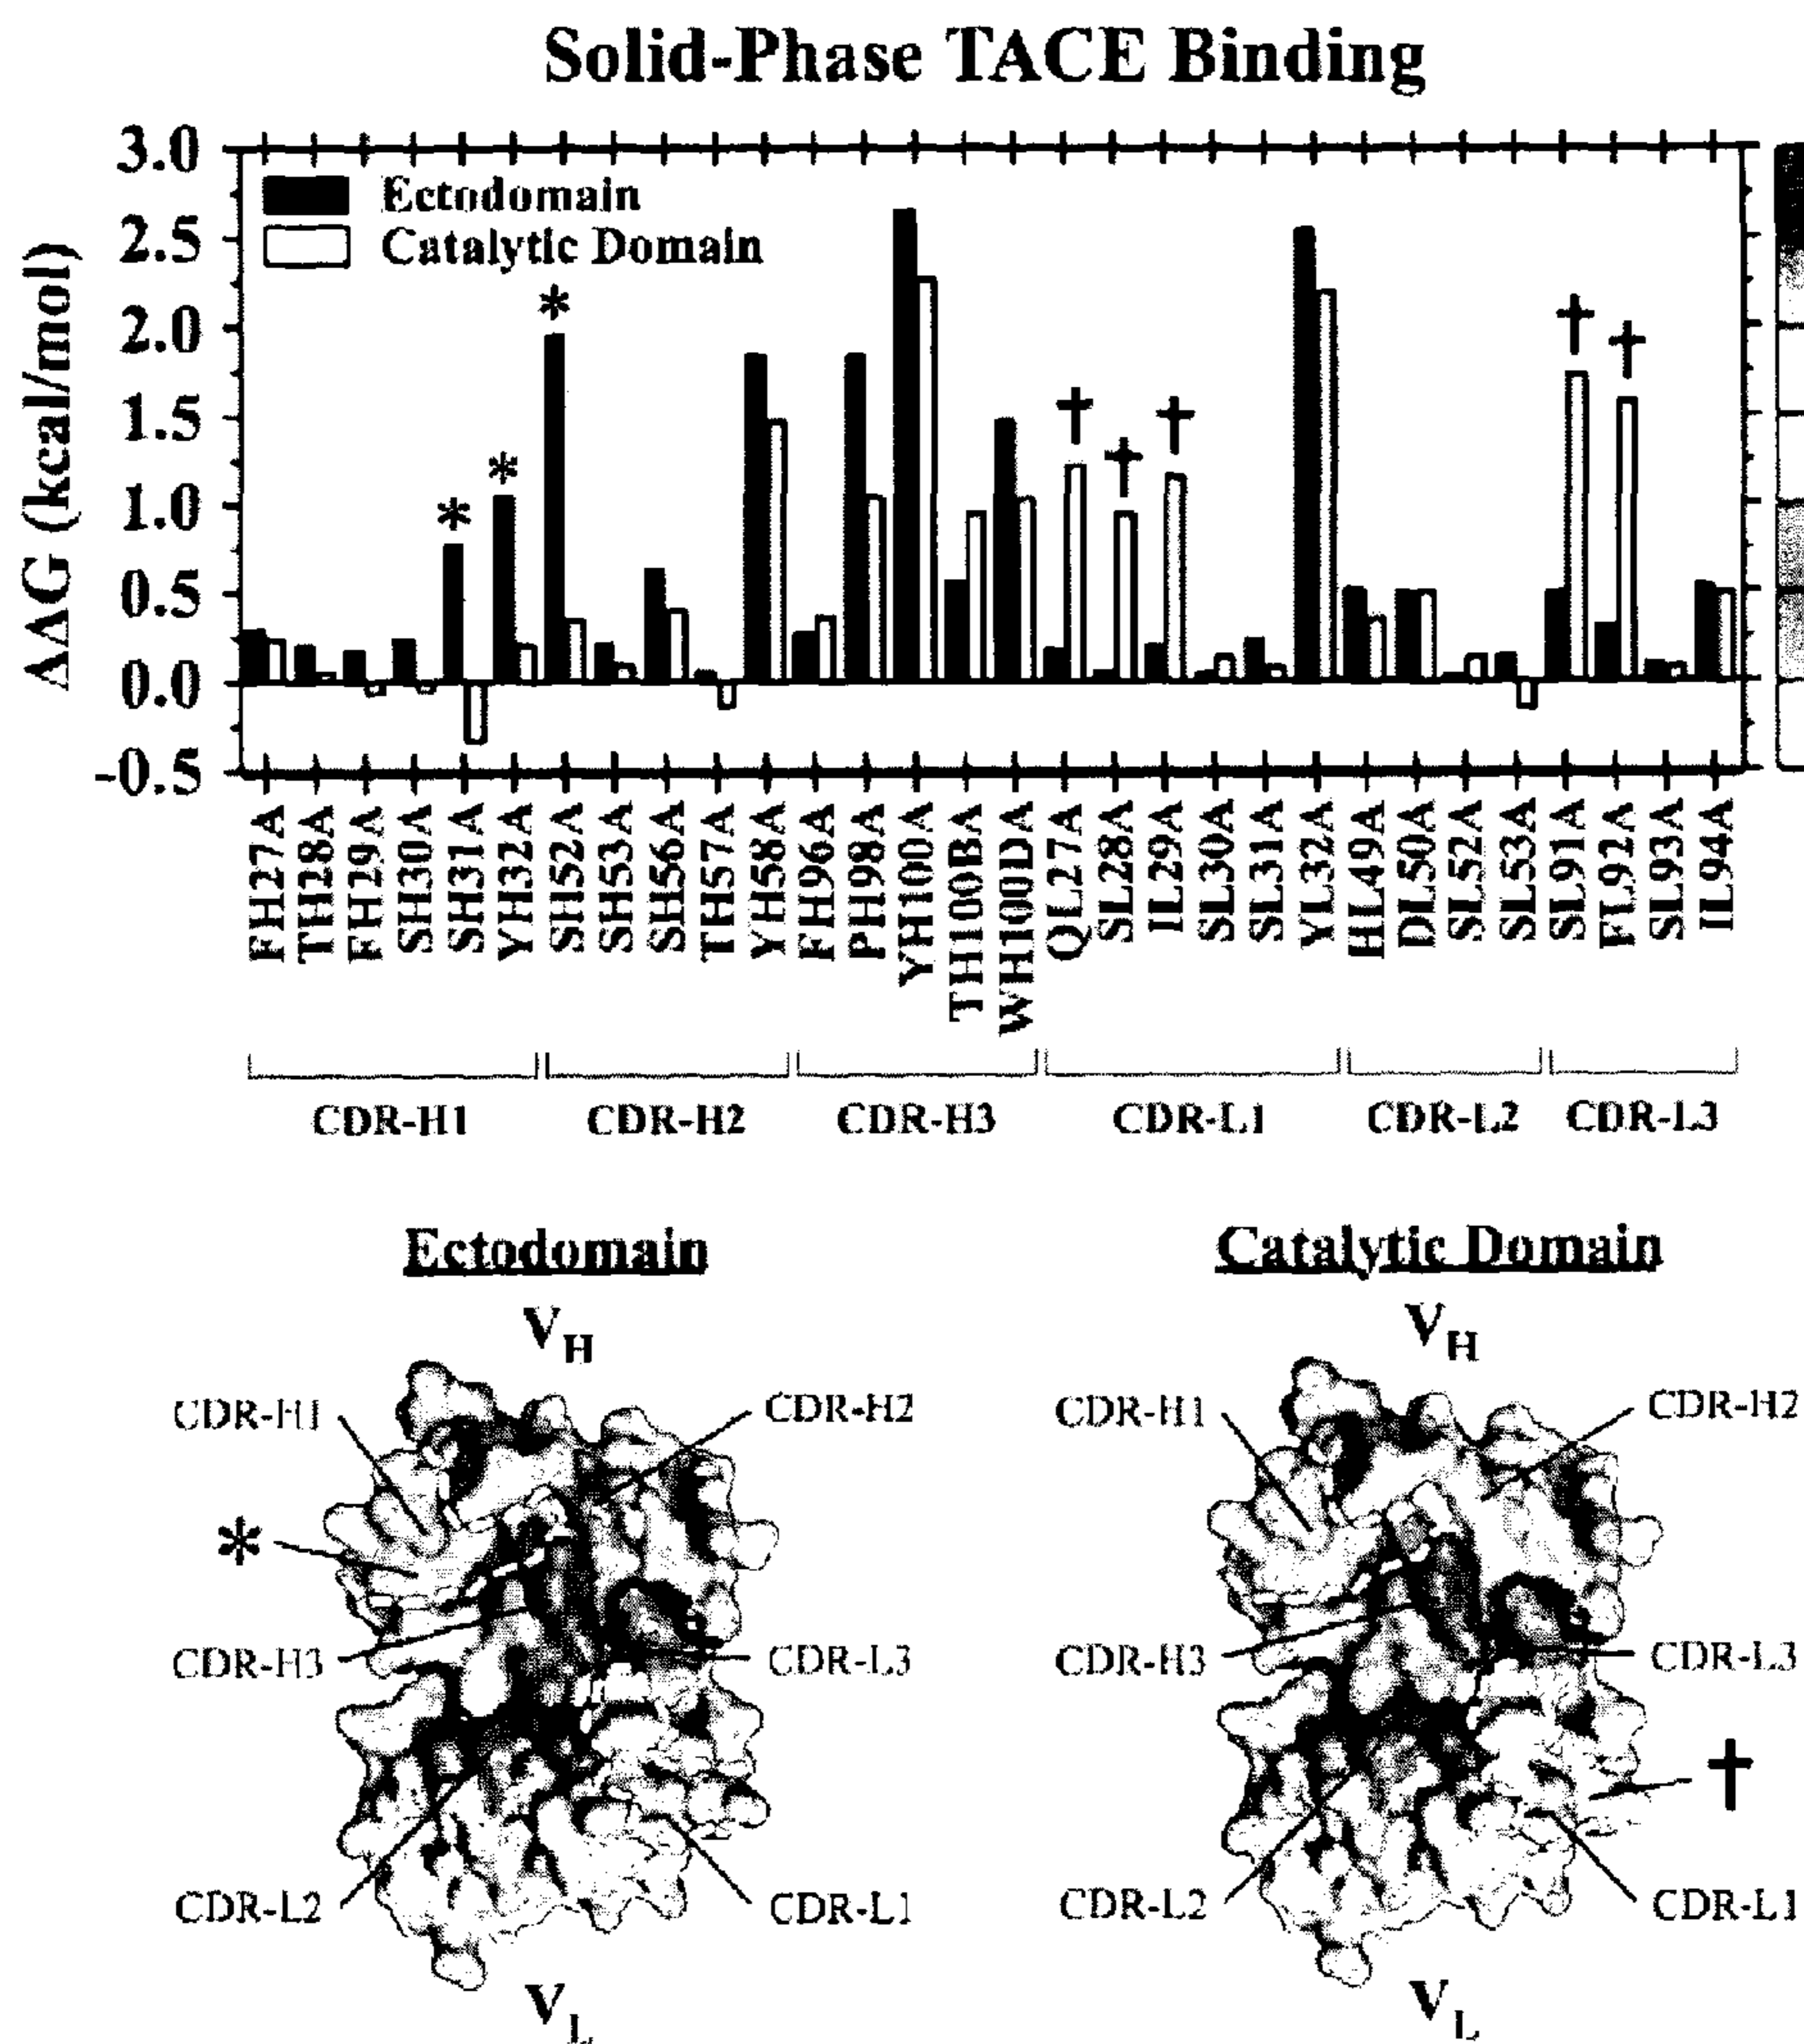 Solid-Phase TACE Binding
3.0
2.5
2.0
1.5
1.0
0.5
0.0
-0.5
ΔΔG (kcal/mol)
Ectodomain
Catalytic Domain
*
*
*
†
†
†
†
†
FH27A
TH28A
FH29A
SH30A
SH31A
YH32A
SH52A
SH53A
SH56A
TH57A
YH58A
FH96A
PH98A
YH100A
TH100BA
WH100DA
QL27A
SL28A
IL29A
SL30A
SL31A
YL32A
HL49A
DL50A
SL52A
SL53A
SL91A
FL92A
SL93A
IL94A
CDR-H1 CDR-H2 CDR-H3 CDR-L1 CDR-L2 CDR-L3
Ectodomain
V_H
CDR-H1
CDR-H2
*
CDR-H3
CDR-L3
CDR-L2
CDR-L1
V_L
Catalytic Domain
V_H
CDR-H1
CDR-H2
CDR-H3
CDR-L3
†
CDR-L2
CDR-L1
V_L